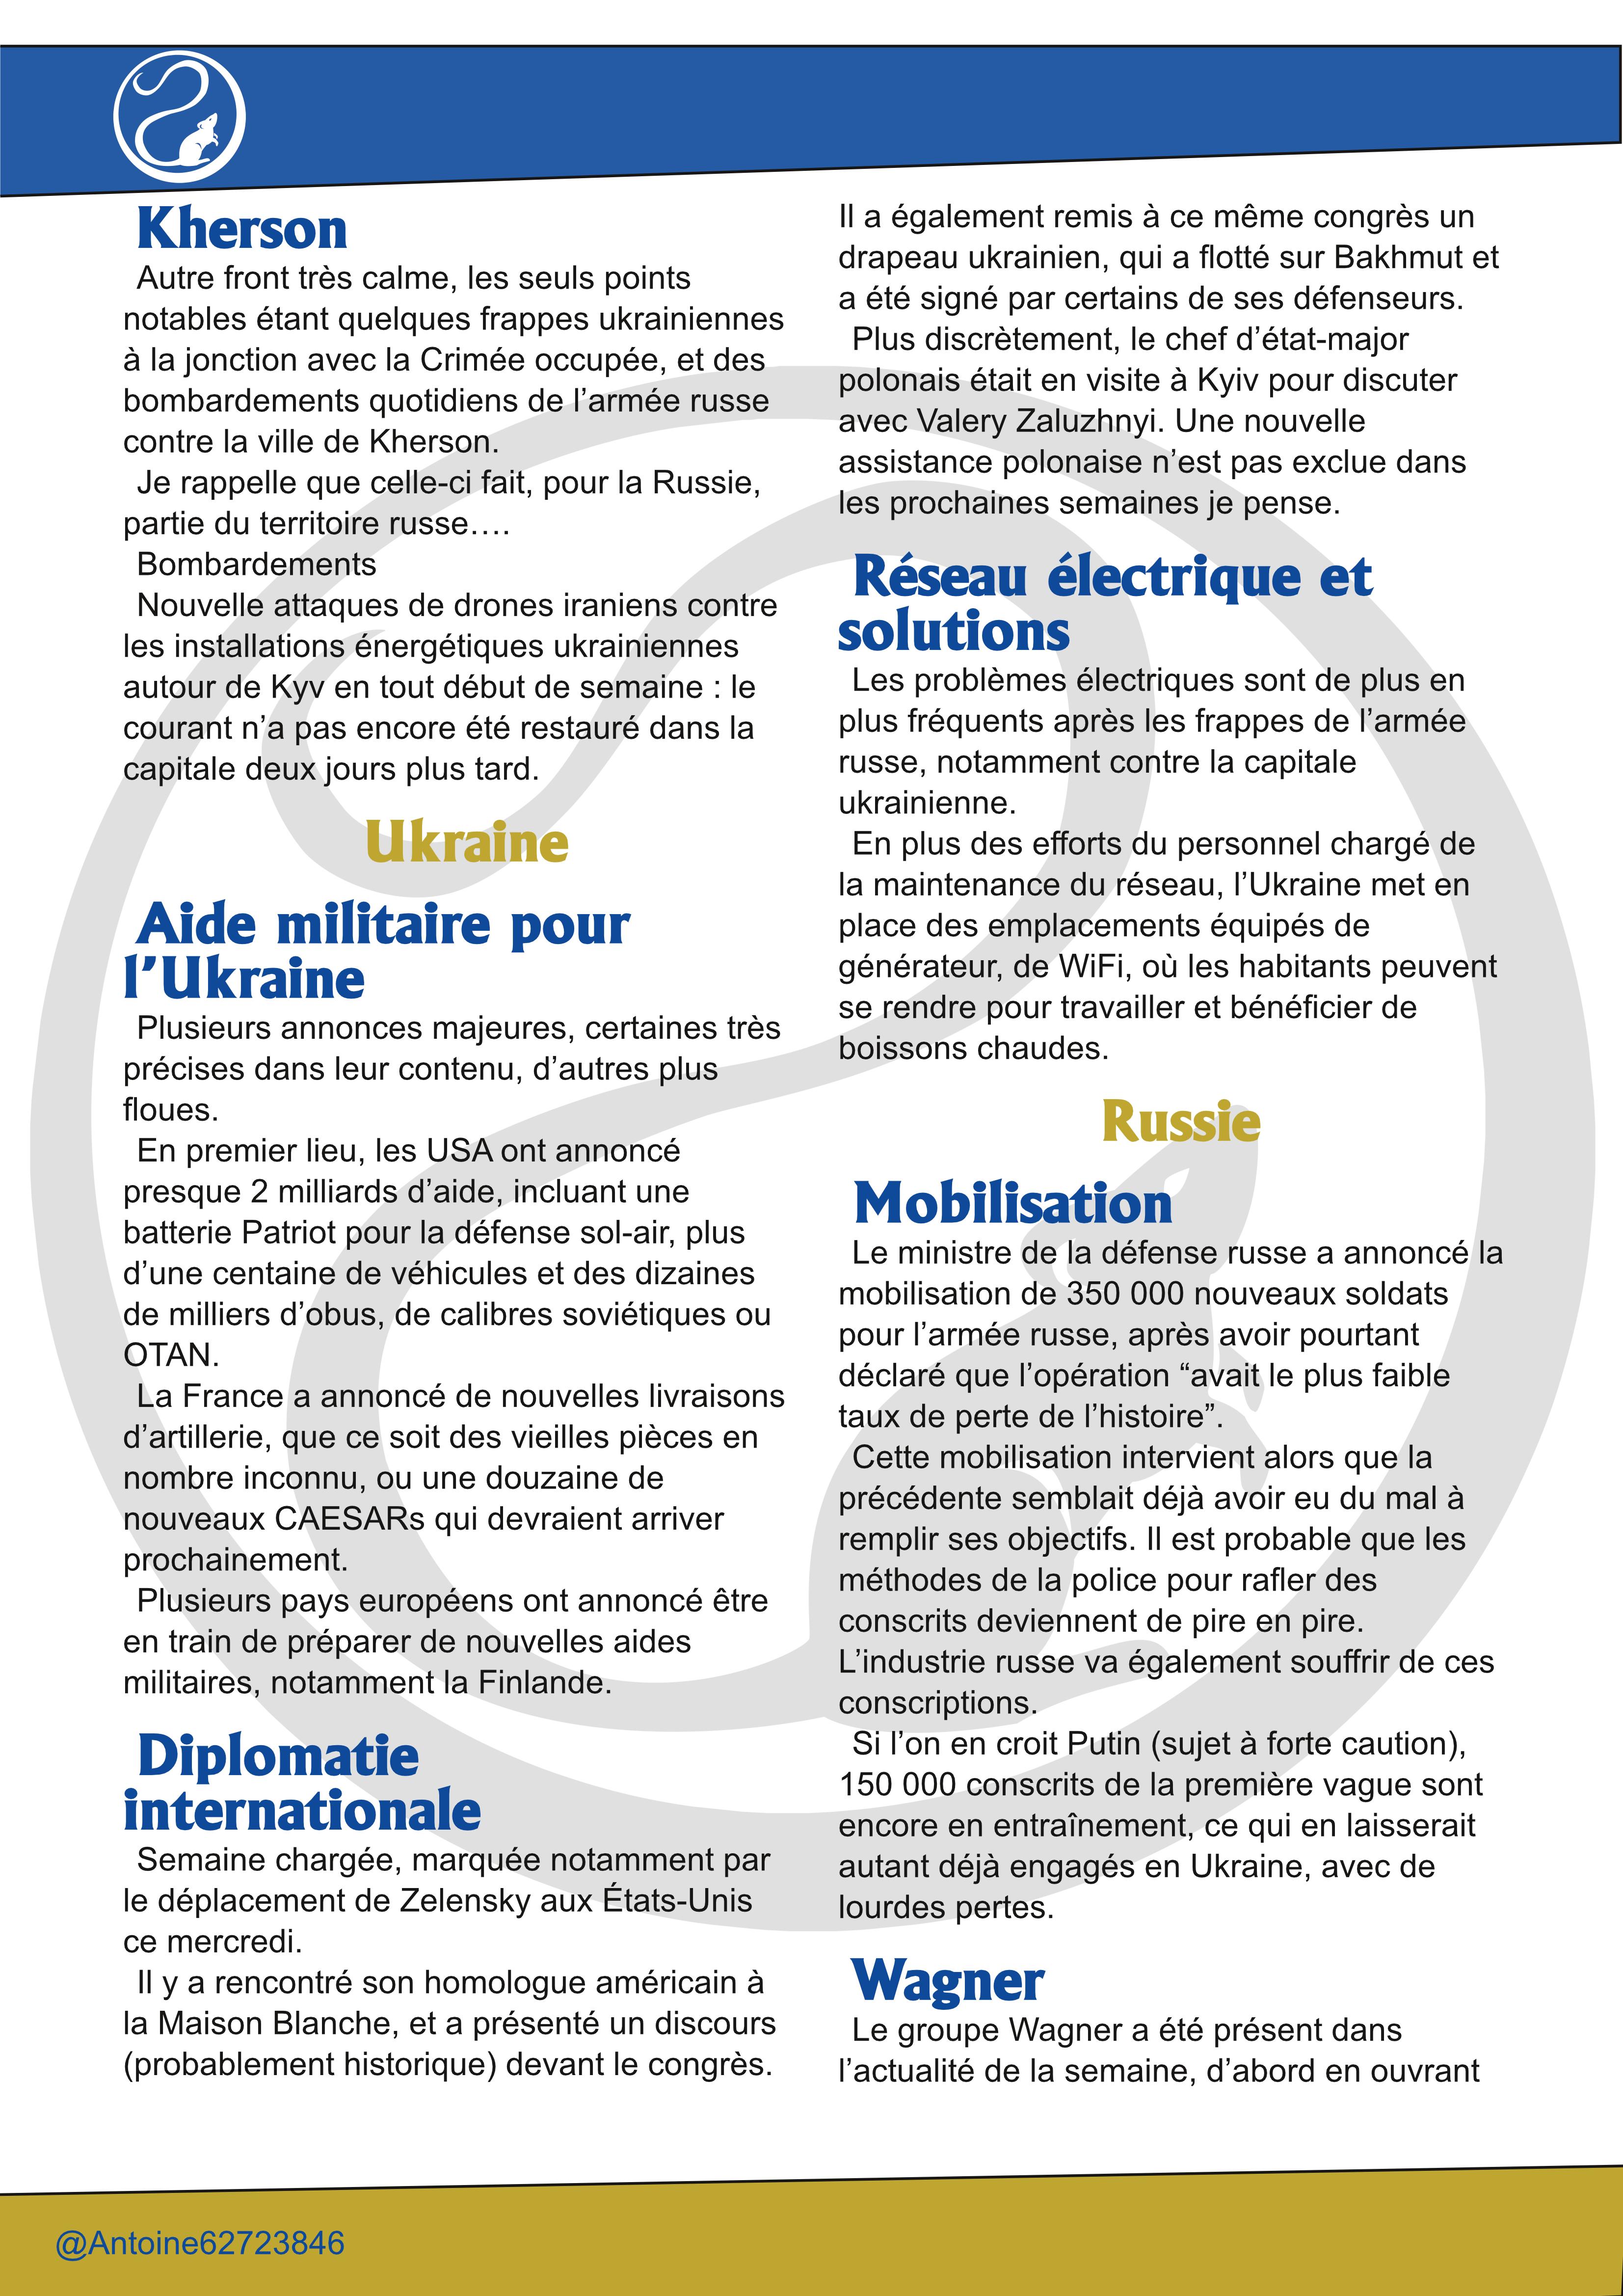 Kherson
Autre front très calme, les seuls points
notables étant quelques frappes ukrainiennes
à la jonction avec la Crimée occupée, et des
bombardements quotidiens de l’armée russe
contre la ville de Kherson.
Je rappelle que celle-ci fait, pour la Russie,
partie du territoire russe….
Bombardements
Nouvelle attaques de drones iraniens contre
les installations énergétiques ukrainiennes
autour de Kyv en tout début de semaine : le
courant n’a pas encore été restauré dans la
capitale deux jours plus tard.
Ukraine
Aide militaire pour
l’Ukraine
Plusieurs annonces majeures, certaines très
précises dans leur contenu, d’autres plus
floues.
En premier lieu, les USA ont annoncé
presque 2 milliards d’aide, incluant une
batterie Patriot pour la défense sol-air, plus
d’une centaine de véhicules et des dizaines
de milliers d’obus, de calibres soviétiques ou
OTAN.
La France a annoncé de nouvelles livraisons
d’artillerie, que ce soit des vieilles pièces en
nombre inconnu, ou une douzaine de
nouveaux CAESARs qui devraient arriver
prochainement.
Plusieurs pays européens ont annoncé être
en train de préparer de nouvelles aides
militaires, notamment la Finlande.
Diplomatie
internationale
Semaine chargée, marquée notamment par
le déplacement de Zelensky aux États-Unis
ce mercredi.
Il y a rencontré son homologue américain à
la Maison Blanche, et a présenté un discours
(probablement historique) devant le congrès.
Il a également remis à ce même congrès un
drapeau ukrainien, qui a flotté sur Bakhmut et
a été signé par certains de ses défenseurs.
Plus discrètement, le chef d’état-major
polonais était en visite à Kyiv pour discuter
avec Valery Zaluzhnyi. Une nouvelle
assistance polonaise n’est pas exclue dans
les prochaines semaines je pense.
Réseau électrique et
solutions
Les problèmes électriques sont de plus en
plus fréquents après les frappes de l’armée
russe, notamment contre la capitale
ukrainienne.
En plus des efforts du personnel chargé de
la maintenance du réseau, l’Ukraine met en
place des emplacements équipés de
générateur, de WiFi, où les habitants peuvent
se rendre pour travailler et bénéficier de
boissons chaudes.
Russie
Mobilisation
Le ministre de la défense russe a annoncé la
mobilisation de 350 000 nouveaux soldats
pour l’armée russe, après avoir pourtant
déclaré que l’opération “avait le plus faible
taux de perte de l’histoire”.
Cette mobilisation intervient alors que la
précédente semblait déjà avoir eu du mal à
remplir ses objectifs. Il est probable que les
méthodes de la police pour rafler des
conscrits deviennent de pire en pire.
L’industrie russe va également souffrir de ces
conscriptions.
Si l’on en croit Putin (sujet à forte caution),
150 000 conscrits de la première vague sont
encore en entraînement, ce qui en laisserait
autant déjà engagés en Ukraine, avec de
lourdes pertes.
Wagner
Le groupe Wagner a été présent dans
l’actualité de la semaine, d’abord en ouvrant
@Antoine62723846